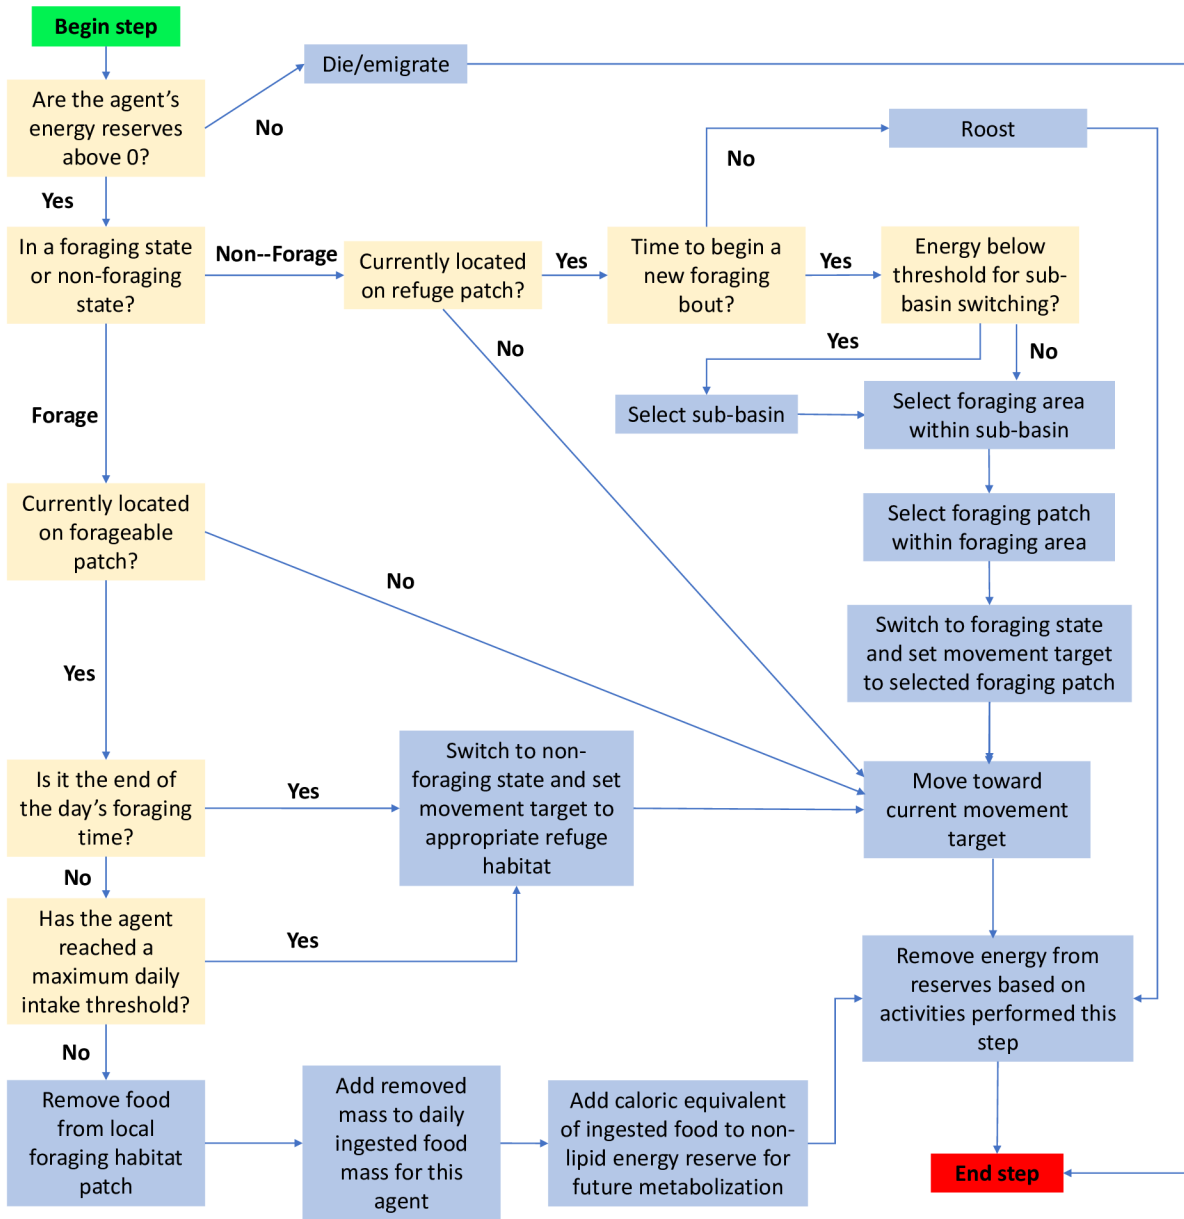 Begin step
Die/emigrate
Are the agent's
energy reserves
above 0?
No
Roost
No
Yes
In a foraging state
or non-foraging
state?
Non--Forage
Currently located
on refuge patch?
Yes
Time to begin a
new foraging
bout?
Yes
Energy below
threshold for sub-
basin switching?
No
Yes
No
Forage
Select sub-basin
Select foraging area
within sub-basin
Currently located
on forageable
patch?
Select foraging patch
within foraging area
No
Switch to foraging state
and set movement target
to selected foraging patch
Yes
Is it the end of
the day's foraging
time?
Yes
Switch to non-
foraging state and set
movement target to
appropriate refuge
habitat
Move toward
current movement
target
No
Has the agent
reached a
maximum daily
intake threshold?
Yes
Remove energy from
reserves based on
activities performed this
step
No
Remove food
from local
foraging habitat
patch
Add removed
mass to daily
ingested food
mass for this
agent
Add caloric equivalent
of ingested food to non-
lipid energy reserve for
future metabolization
End step